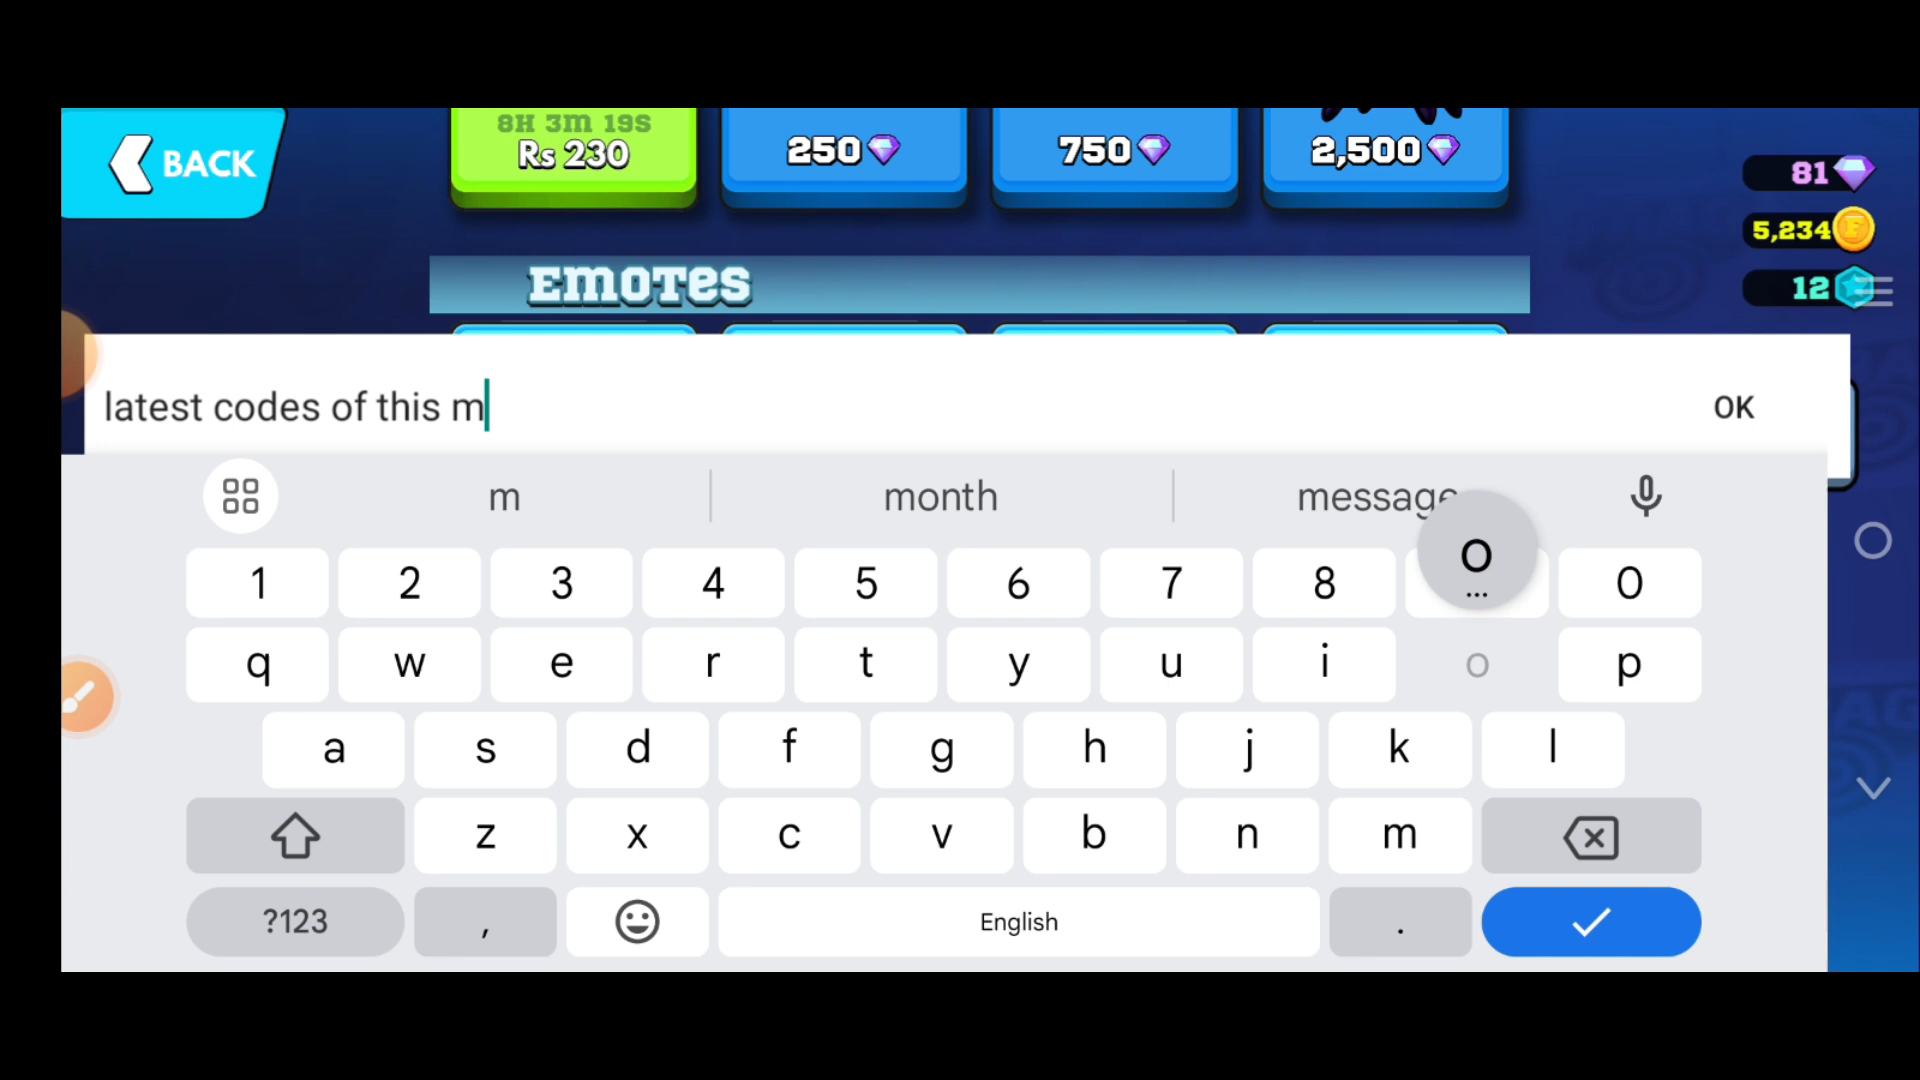 8H 3m 19S
Rs 230
250
750
2,500
BACK
81
5,234
12
EMOTES
latest codes of this m
OK
m
month
message
o
...
1 2 3 4 5 6 7 8 0
q w e r t y u i o p
a s d f g h j k l
z x c v b n m
?123 , English .